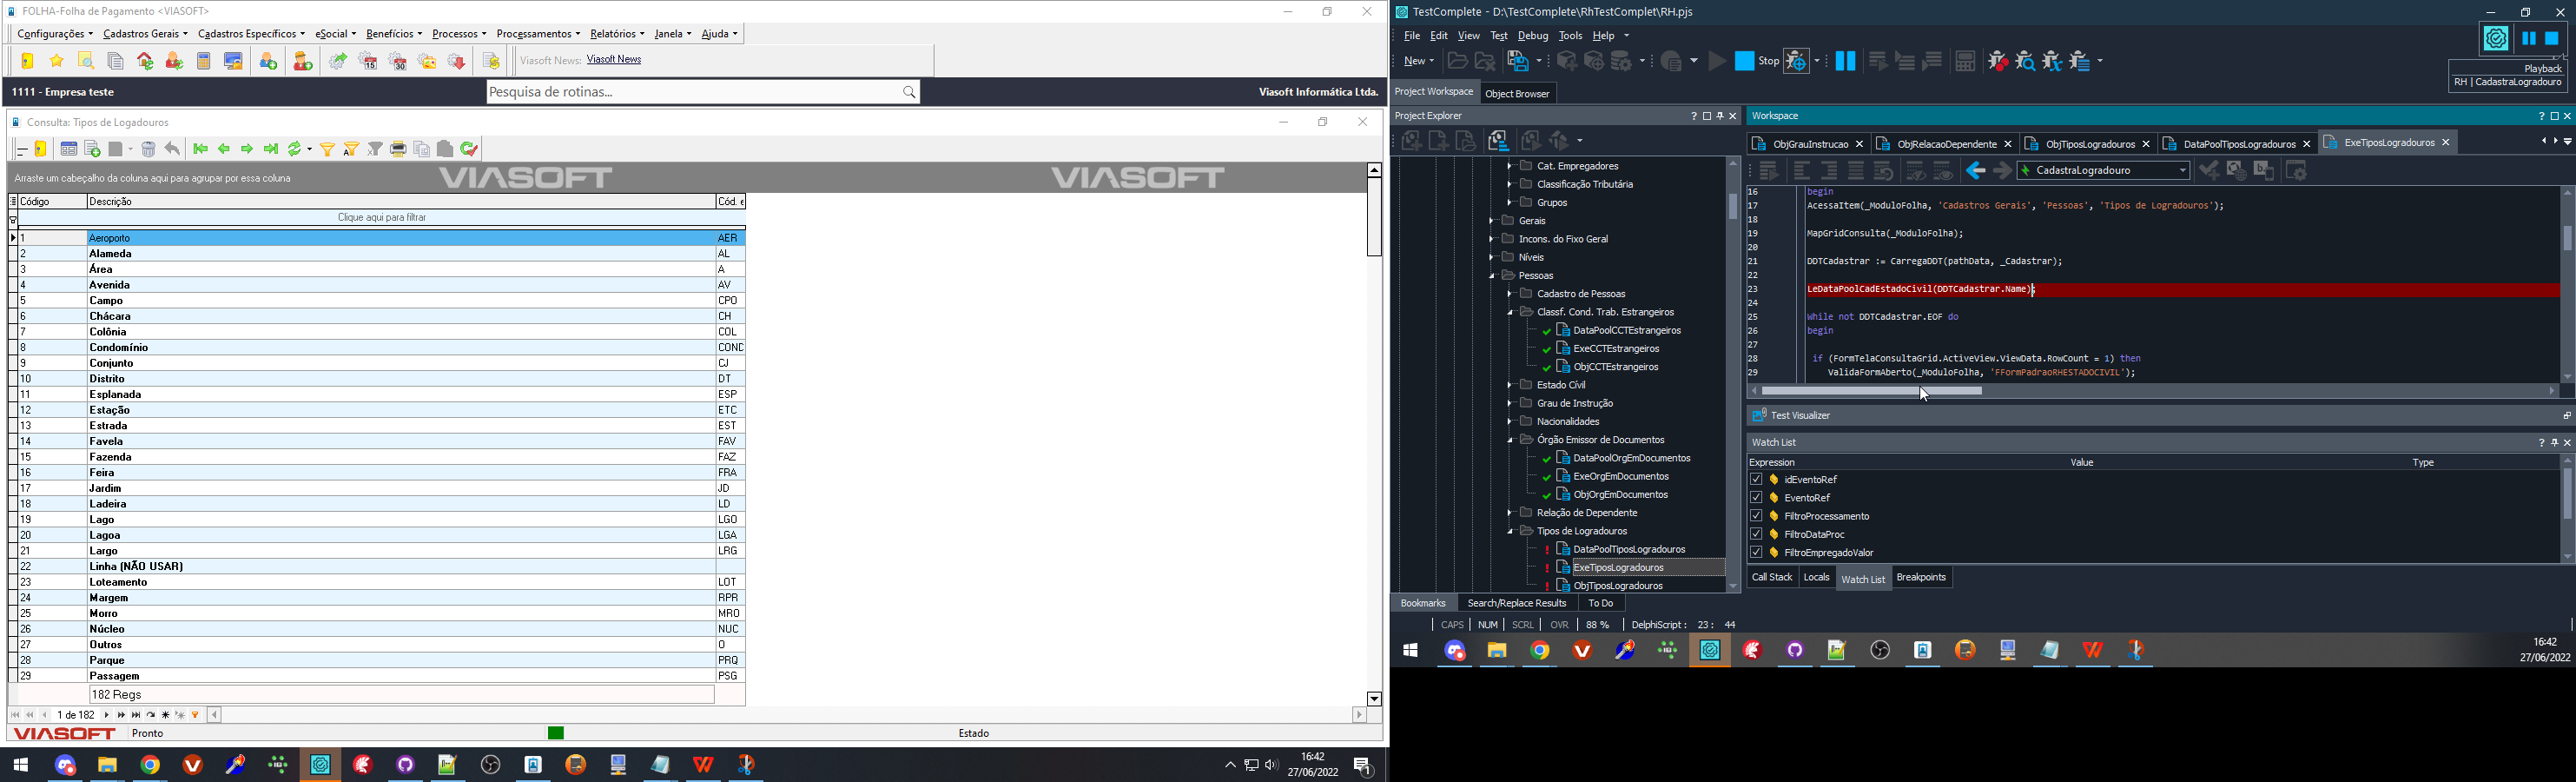 FOLHA-Folha de Pagamento <VIASOFT>
Configurações Cadastros Gerais Cadastros Específicos eSocial Benefícios Processos Processamentos Relatórios Janela Ajuda
15 30
Viasoft News: Viasoft News
1111 - Empresa teste
Pesquisa de rotinas...
Viasoft Informática Ltda.
Consulta: Tipos de Logadouros
Arraste um cabeçalho da coluna aqui para agrupar por essa coluna
VIASOFT VIASOFT
Código Descrição Cód. e
Clique aqui para filtrar
1 Aeroporto AER
2 Alameda AL
3 Área A
4 Avenida AV
5 Campo CPO
6 Chácara CH
7 Colônia COL
8 Condomínio COND
9 Conjunto CJ
10 Distrito DT
11 Esplanada ESP
12 Estação ETC
13 Estrada EST
14 Favela FAV
15 Fazenda FAZ
16 Feira FRA
17 Jardim JD
18 Ladeira LD
19 Lago LGO
20 Lagoa LGA
21 Largo LRG
22 Linha (NÃO USAR)
23 Loteamento LOT
24 Margem RPR
25 Morro MRO
26 Núcleo NUC
27 Outros O
28 Parque PRQ
29 Passagem PSG
182 Regs
1 de 182
VIASOFT Pronto Estado
16:42
27/06/2022
1
TestComplete - D:\TestComplete\RhTestComplet\RH.pjs
File Edit View Test Debug Tools Help
New Stop
Playback
RH | CadastraLogradouro
Project Workspace Object Browser
Project Explorer
Cat. Empregadores
Classificação Tributária
Grupos
Gerais
Incons. do Fixo Geral
Níveis
Pessoas
Cadastro de Pessoas
Classf. Cond. Trab. Estrangeiros
DataPoolCCTEstrangeiros
ExeCCTEstrangeiros
ObjCCTEstrangeiros
Estado Cívil
Grau de Instrução
Nacionalidades
Órgão Emissor de Documentos
DataPoolOrgEmDocumentos
ExeOrgEmDocumentos
ObjOrgEmDocumentos
Relação de Dependente
Tipos de Logradouros
DataPoolTiposLogradouros
ExeTiposLogradouros
ObjTiposLogradouros
Bookmarks Search/Replace Results To Do
Workspace
ObjGrauInstrucao ObjRelacaoDependente ObjTiposLogradouros DataPoolTiposLogradouros ExeTiposLogradouros
CadastraLogradouro
16 begin
17 AcessaItem(_ModuloFolha, 'Cadastros Gerais', 'Pessoas', 'Tipos de Logradouros');
18
19 MapGridConsulta(_ModuloFolha);
20
21 DDTCadastrar := CarregaDDT(pathData, _Cadastrar);
22
23 LeDataPoolCadEstadoCivil(DDTCadastrar.Name);
24
25 While not DDTCadastrar.EOF do
26 begin
27
28 if (FormTelaConsultaGrid.ActiveView.ViewData.RowCount = 1) then
29 ValidaFormAberto(_ModuloFolha, 'FFormPadraoRHESTADOCIVIL');
Test Visualizer
Watch List
Expression Value Type
idEventoRef
EventoRef
FiltroProcessamento
FiltroDataProc
FiltroEmpregadoValor
Call Stack Locals Watch List Breakpoints
CAPS NUM SCRL OVR 88 % DelphiScript : 23 : 44
16:42
27/06/2022